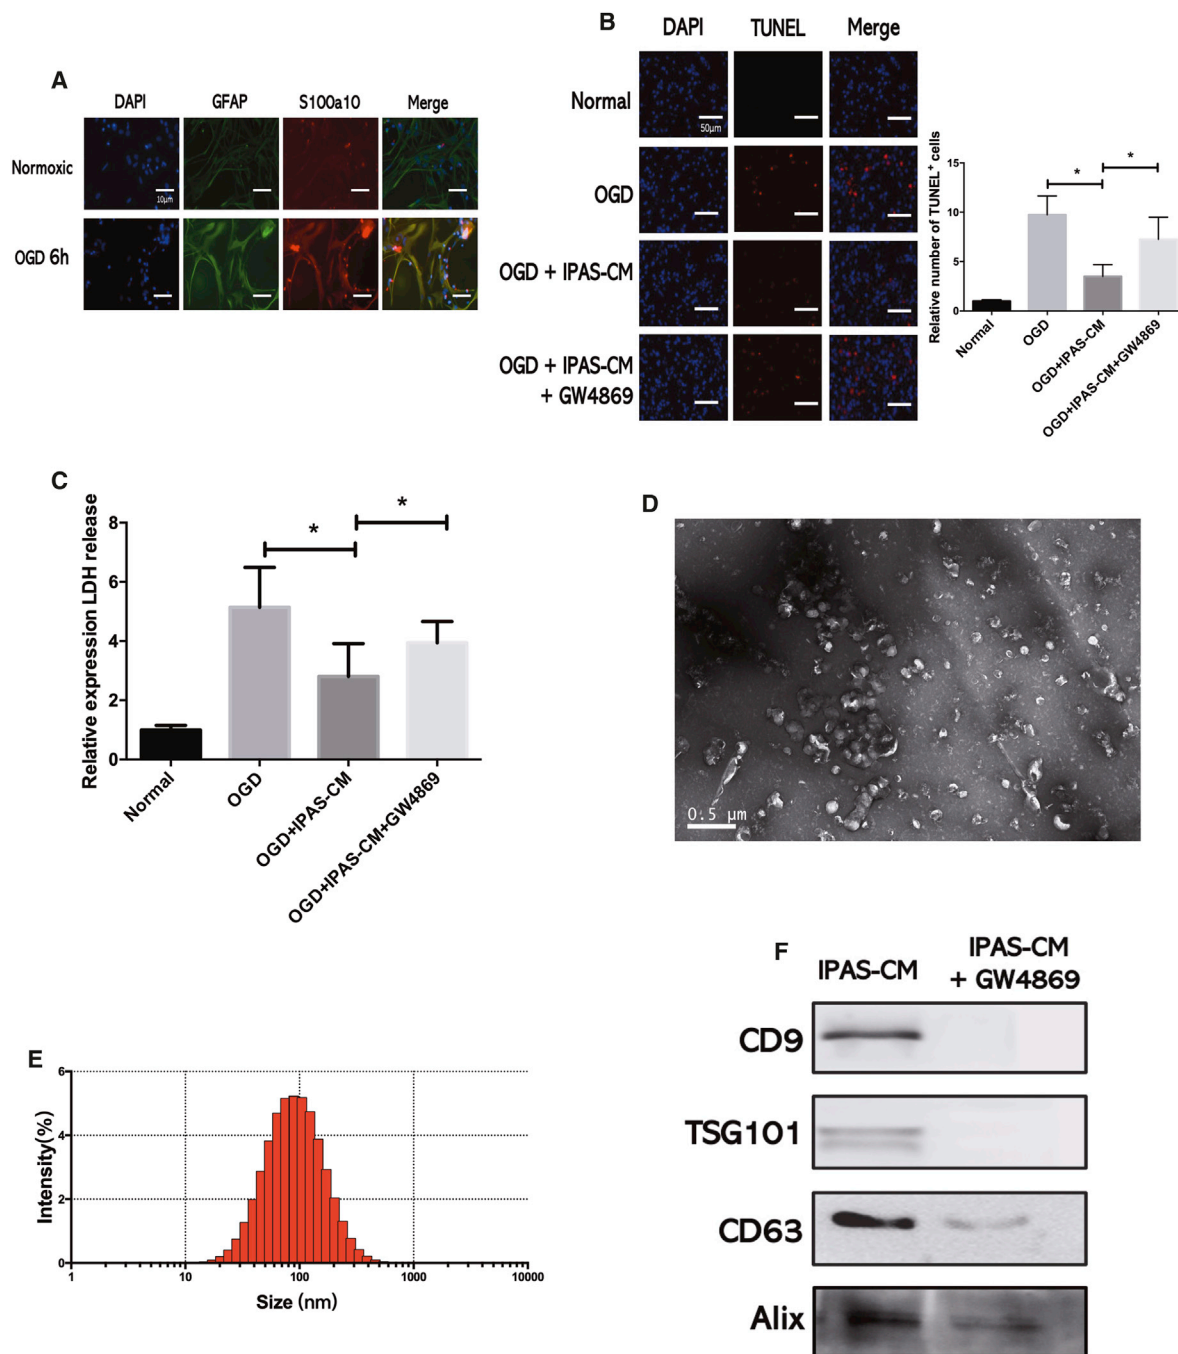 A
DAPI GFAP S100a10 Merge
Normoxic
10μm
OGD 6h
B
DAPI TUNEL Merge
Normal
50μm
OGD
OGD + IPAS-CM
OGD + IPAS-CM
+ GW4869
Relative number of TUNEL+ cells
15
10
5
0
* *
Normal
OGD
OGD+IPAS-CM
OGD+IPAS-CM+GW4869
C
Relative expression LDH release
8
6
4
2
0
* *
Normal
OGD
OGD+IPAS-CM
OGD+IPAS-CM+GW4869
D
0.5 μm
E
Intensity(%)
6
4
2
0
1 10 100 1000 10000
Size (nm)
F
IPAS-CM
IPAS-CM
+ GW4869
CD9
TSG101
CD63
Alix